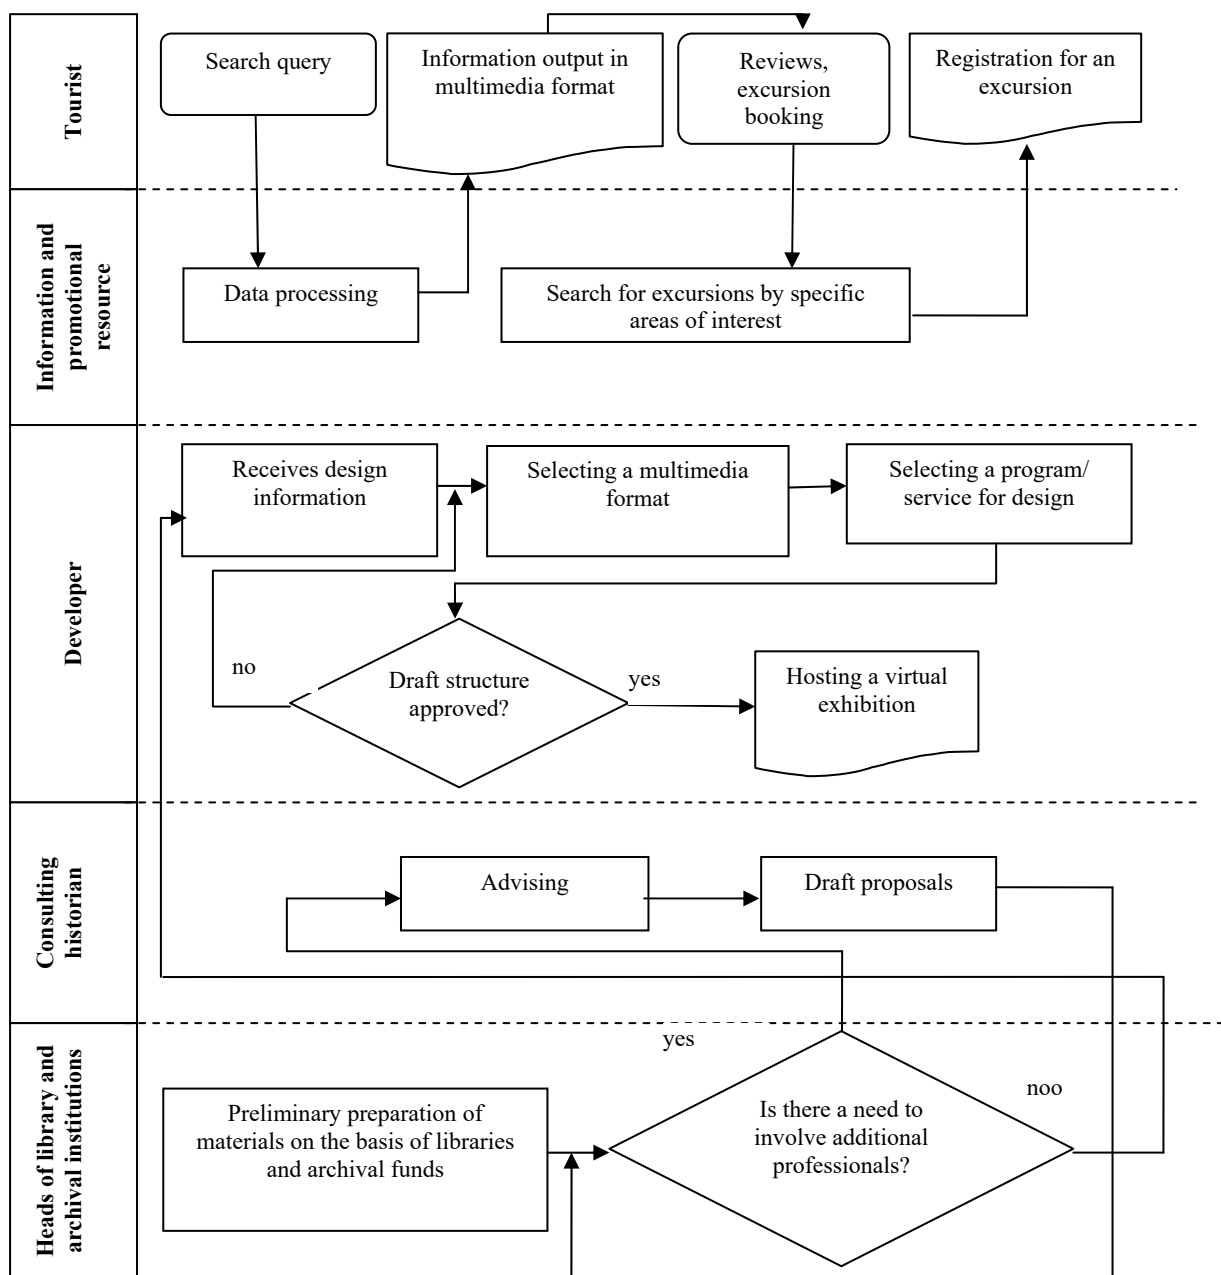 Tourist
Search query
Information output in
multimedia format
Reviews,
excursion
booking
Registration for an
excursion
Information and
promotional
resource
Data processing
Search for excursions by specific
areas of interest
Developer
Receives design
information
Selecting a multimedia
format
Selecting a program/
service for design
no
Draft structure
approved?
yes
Hosting a virtual
exhibition
Consulting
historian
Advising
Draft proposals
Heads of library and
archival institutions
yes
noo
Preliminary preparation of
materials on the basis of libraries
and archival funds
Is there a need to
involve additional
professionals?